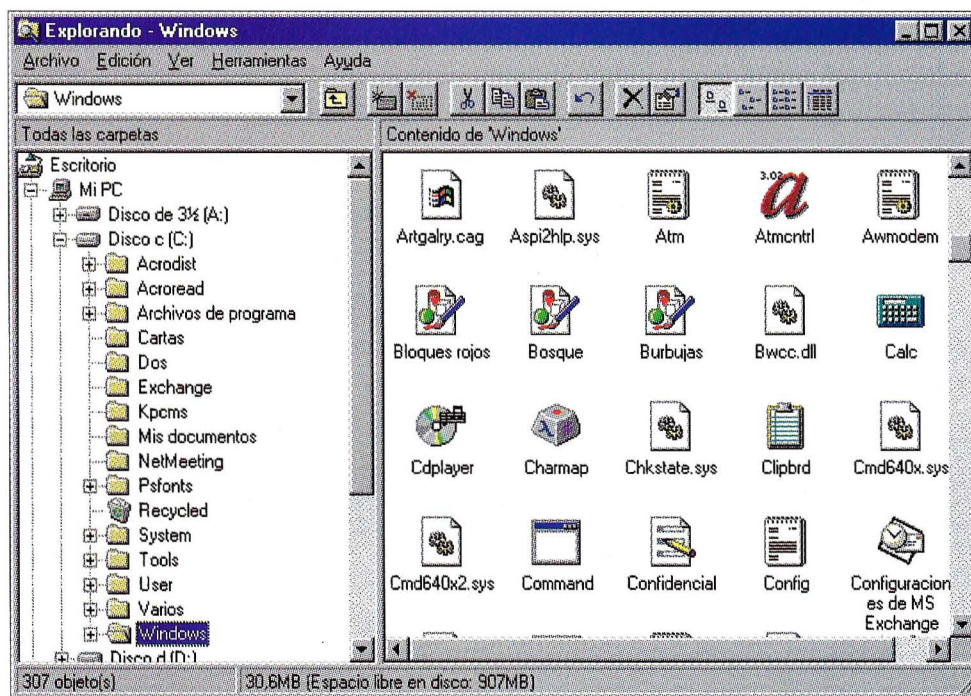 Explorando - Windows
Archivo Edición Ver Herramientas Ayuda
Windows
Todas las carpetas
Contenido de 'Windows'
Escritorio
Mi PC
Disco de 3½ (A:)
Disco c (C:)
Acrodist
Acroread
Archivos de programa
Cartas
Dos
Exchange
Kpcms
Mis documentos
NetMeeting
Psfonts
Recycled
System
Tools
User
Varios
Windows
Disco d (D:)
Artgalry.cag Aspi2hlp.sys Atm 3.02 a Atmcntrl Awmodem
Bloques rojos Bosque Burbujas Bwcc.dll Calc
Cdplayer Charmap Chkstate.sys Clipbrd Cmd640x.sys
Cmd640x2.sys Command Confidencial Config Configuracion
es de MS
Exchange
307 objeto(s) 30,6MB (Espacio libre en disco: 907MB)